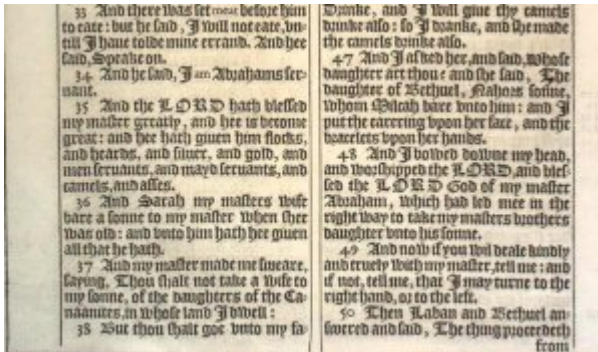 33 And there was set meat before him
to eate: but he said, I will not eate, vn-
till I haue tolde mine errand. And hee
said, Speake on.
34 And he said, I am Abrahams ser-
uant.
35 And the LORD hath blessed
my master greatly, and hee is become
great: and hee hath giuen him flocks,
and heards, and siluer, and gold, and
men seruants, and mayd seruants, and
camels, and asses.
36 And Sarah my masters wife
bare a sonne to my master when shee
was old: and vnto him hath hee giuen
all that he hath.
37 And my master made me sweare,
saying, Thou shalt not take a wife to
my sonne, of the daughters of the Ca-
naanites, in whose land I dwell:
38 But thou shalt goe vnto my fa-
Drinke, and I will giue thy camels
drinke also: so I dranke, and she made
the camels drinke also.
47 And I asked her, and said, Whose
daughter art thou? and she said, The
daughter of Bethuel, Nahors sonne,
whom Milcah bare vnto him: and I
put the earering vpon her face, and the
bracelets vpon her hands.
48 And I bowed downe my head,
and worshipped the LORD, and bles-
sed the LORD God of my master
Abraham, which had led mee in the
right way to take my masters brothers
daughter vnto his sonne.
49 And now if you wil deale kindly
and truely with my master, tell me: and
if not, tell me, that I may turne to the
right hand, or to the left.
50 Then Laban and Bethuel an-
swered and said, The thing proceedeth
from